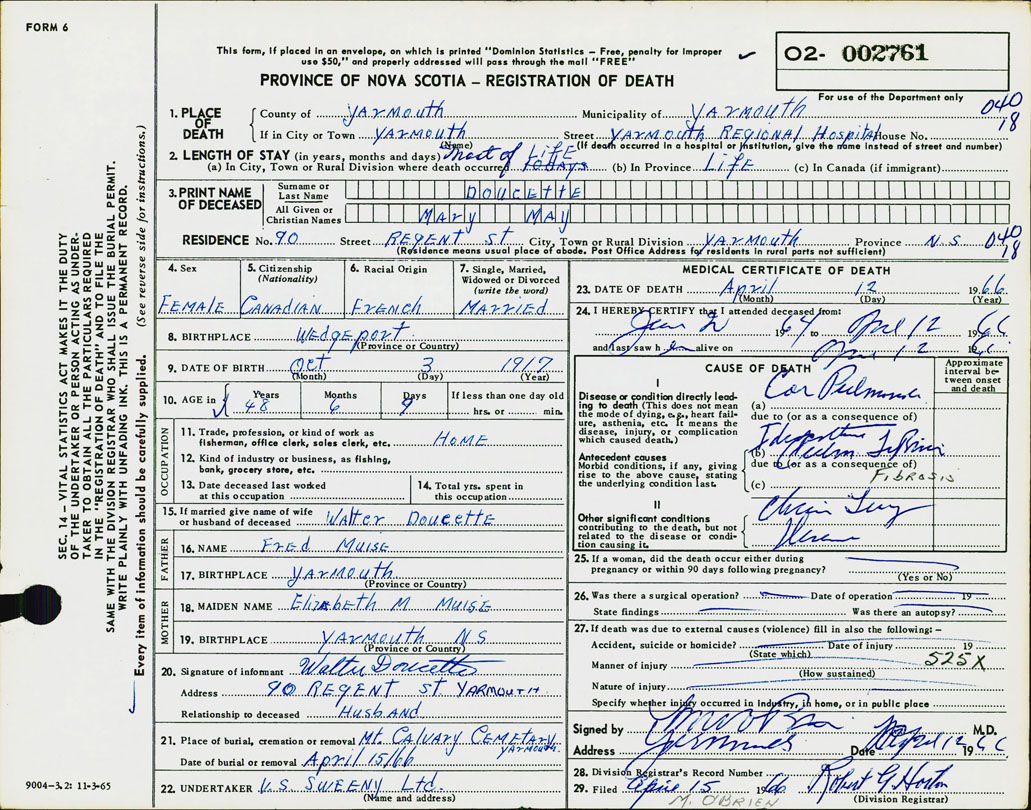 FORM 6
This form, if placed in an envelope, on which is printed "Dominion Statistics – Free, penalty for improper
use $50," and properly addressed will pass through the mail "FREE"
O2- 002761
PROVINCE OF NOVA SCOTIA – REGISTRATION OF DEATH
For use of the Department only
1. PLACE OF DEATH County of YARMOUTH Municipality of YARMOUTH 040
If in City or Town YARMOUTH Street YARMOUTH REGIONAL Hospital House No. 18
(Name) (If death occurred in a hospital or institution, give the name instead of street and number)
2. LENGTH OF STAY (in years, months and days) Most of LIFE
(a) In City, Town or Rural Division where death occurred (b) In Province LIFE (c) In Canada (if immigrant)
3. PRINT NAME OF DECEASED Surname or Last Name DOUCETTE
All Given or Christian Names Mary MAY
RESIDENCE No. 90 Street REGENT St City, Town or Rural Division YARMOUTH Province N.S 040
(Residence means usual place of abode. Post Office Address for residents in rural parts not sufficient) 18
4. Sex FEMALE
5. Citizenship (Nationality) CANADIAN
6. Racial Origin FRENCH
7. Single, Married, Widowed or Divorced (write the word) MARRIED
8. BIRTHPLACE WEDGEPORT
(Province or Country)
9. DATE OF BIRTH Oct 3 1917
(Month) (Day) (Year)
10. AGE in Years Months Days If less than one day old
48 6 9 hrs. or min.
OCCUPATION
11. Trade, profession, or kind of work as
fisherman, office clerk, sales clerk, etc. HOME
12. Kind of industry or business, as fishing,
bank, grocery store, etc.
13. Date deceased last worked
at this occupation
14. Total yrs. spent in
this occupation
15. If married give name of wife
or husband of deceased WALTER DOUCETTE
FATHER
16. NAME FRED MUISE
17. BIRTHPLACE YARMOUTH
(Province or Country)
MOTHER
18. MAIDEN NAME Elizabeth M MUISE
19. BIRTHPLACE YARMOUTH N S
(Province or Country)
20. Signature of informant Walter Doucette
Address 90 REGENT St YARMOUTH
Relationship to deceased HUSBAND
21. Place of burial, cremation or removal Mt. CALVARY CEMETARY
YARMOUTH
Date of burial or removal April 15/66
22. UNDERTAKER V.S SWEENY Ltd.
(Name and address)
MEDICAL CERTIFICATE OF DEATH
23. DATE OF DEATH April 12 1966
(Month) (Day) (Year)
24. I HEREBY CERTIFY that I attended deceased from:
Jan 2 1964 to April 12 1966
and last saw her alive on April 12 1966
CAUSE OF DEATH
Approximate interval between onset and death
I
Disease or condition directly lead-
ing to death (This does not mean
the mode of dying, e.g., heart fail-
ure, asthenia, etc. It means the
disease, injury, or complication
which caused death.)
(a) Cor Pulmonale
due to (or as a consequence of)
Antecedent causes
Morbid conditions, if any, giving
rise to the above cause, stating
the underlying condition last.
(b) Idiopathic Pulm Fibrosis
due to (or as a consequence of)
FIBROSIS
(c)
II
Other significant conditions
contributing to the death, but not
related to the disease or condi-
tion causing it.
Lung
25. If a woman, did the death occur either during
pregnancy or within 90 days following pregnancy?
(Yes or No)
26. Was there a surgical operation? Date of operation 19
State findings Was there an autopsy?
27. If death was due to external causes (violence) fill in also the following: –
Accident, suicide or homicide? Date of injury 19
(State which)
525X
Manner of injury
(How sustained)
Nature of injury
Specify whether injury occurred in industry, in home, or in public place
Signed by M.D.
Address Yarmouth Date April 12 1966
28. Division Registrar's Record Number
29. Filed April 15 1966 Robert G Horton
M. O'BRIEN (Division Registrar)
SEC. 14 – VITAL STATISTICS ACT MAKES IT THE DUTY
OF THE UNDERTAKER OR PERSON ACTING AS UNDER-
TAKER TO OBTAIN ALL THE PARTICULARS REQUIRED
IN THE "REGISTRATION OF DEATH" AND TO FILE THE
SAME WITH THE DIVISION REGISTRAR WHO SHALL ISSUE THE BURIAL PERMIT.
WRITE PLAINLY WITH UNFADING INK. THIS IS A PERMANENT RECORD.
Every item of information should be carefully supplied. (See reverse side for instructions.)
9004-3.2: 11-3-65